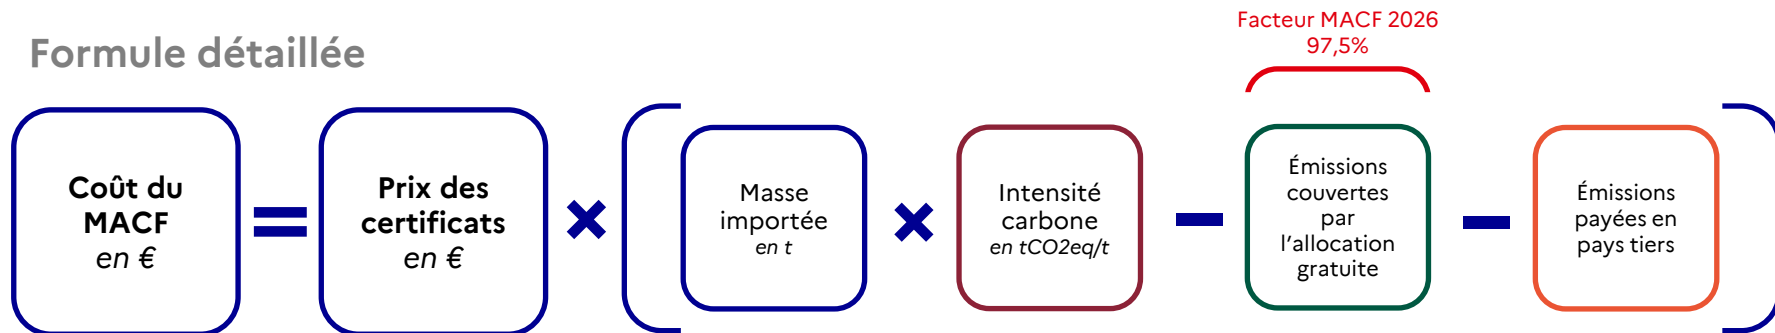 Facteur MACF 2026
97,5%
Formule détaillée
Coût du
MACF
en €
=
Prix des
certificats
en €
×
Masse
importée
en t
×
Intensité
carbone
en tCO2eq/t
−
Émissions
couvertes
par
l'allocation
gratuite
−
Émissions
payées en
pays tiers